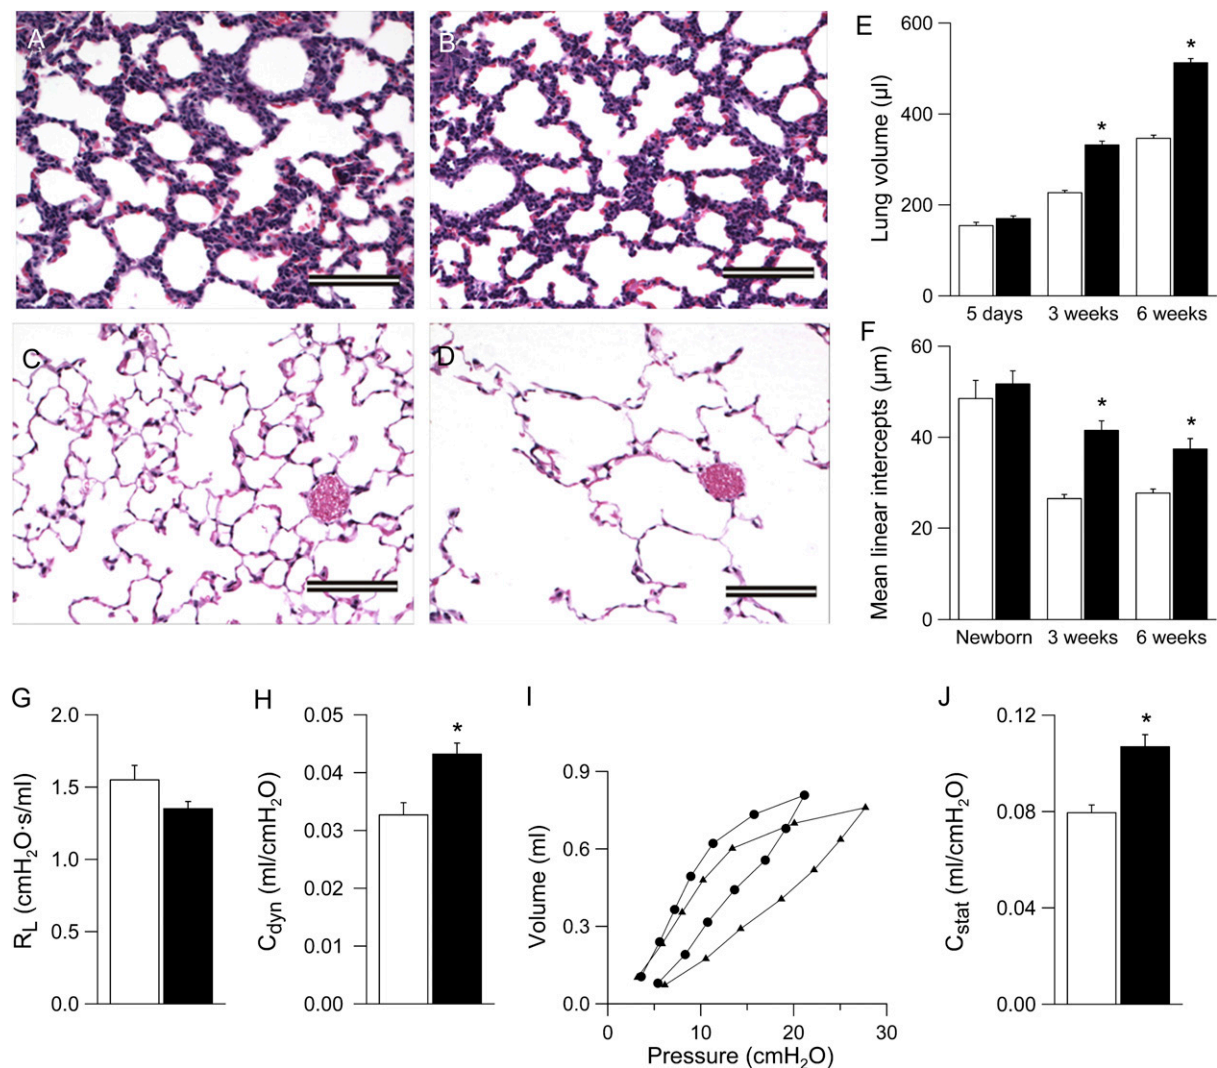 A
B
C
D
E
Lung volume (µl)
600
400
200
0
5 days 3 weeks 6 weeks
*
*
F
Mean linear intercepts (µm)
60
40
20
0
Newborn 3 weeks 6 weeks
*
*
G
R_L (cmH₂O·s/ml)
2.0
1.5
1.0
0.5
0.0
H
C_dyn (ml/cmH₂O)
0.05
0.04
0.03
0.02
0.01
0.00
*
I
Volume (ml)
0.9
0.6
0.3
0.0
0 10 20 30
Pressure (cmH₂O)
J
C_stat (ml/cmH₂O)
0.12
0.08
0.04
0.00
*